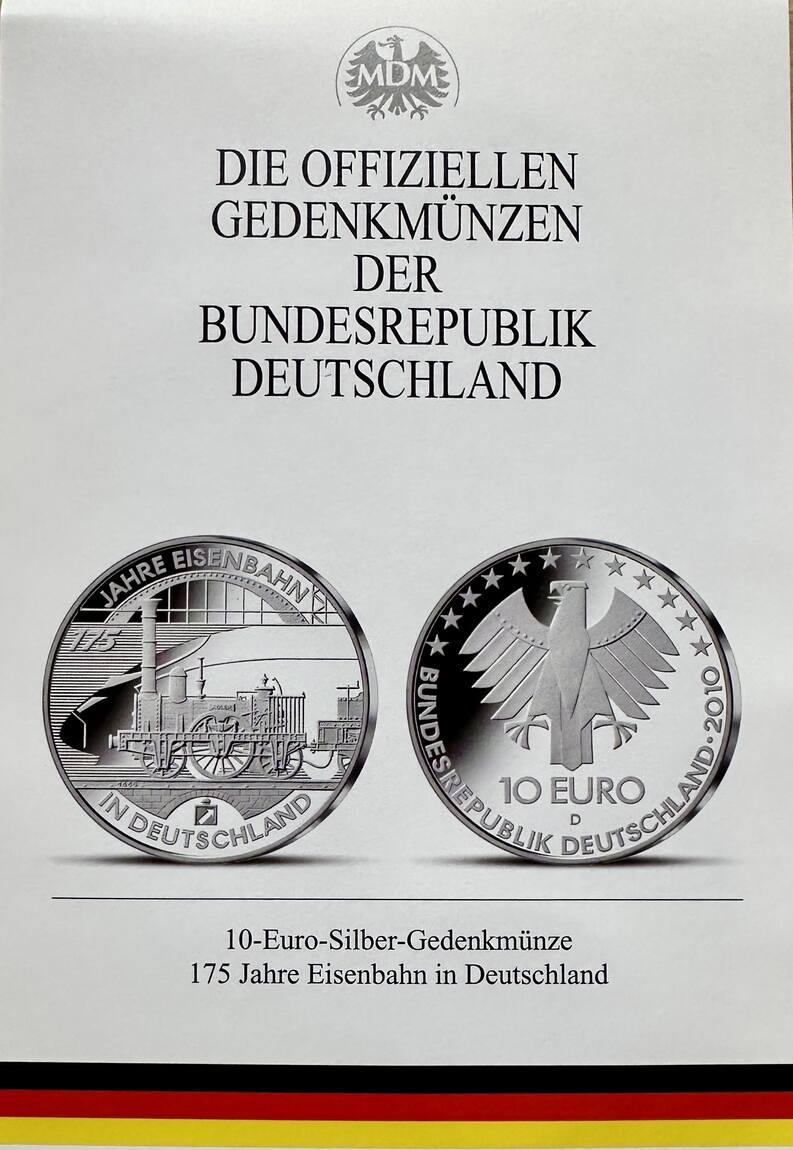 MDM
DIE OFFIZIELLEN
GEDENKMÜNZEN
DER
BUNDESREPUBLIK
DEUTSCHLAND
175 JAHRE EISENBAHN
ADLER
IN DEUTSCHLAND
10 EURO
D
BUNDESREPUBLIK DEUTSCHLAND·2010
10-Euro-Silber-Gedenkmünze
175 Jahre Eisenbahn in Deutschland